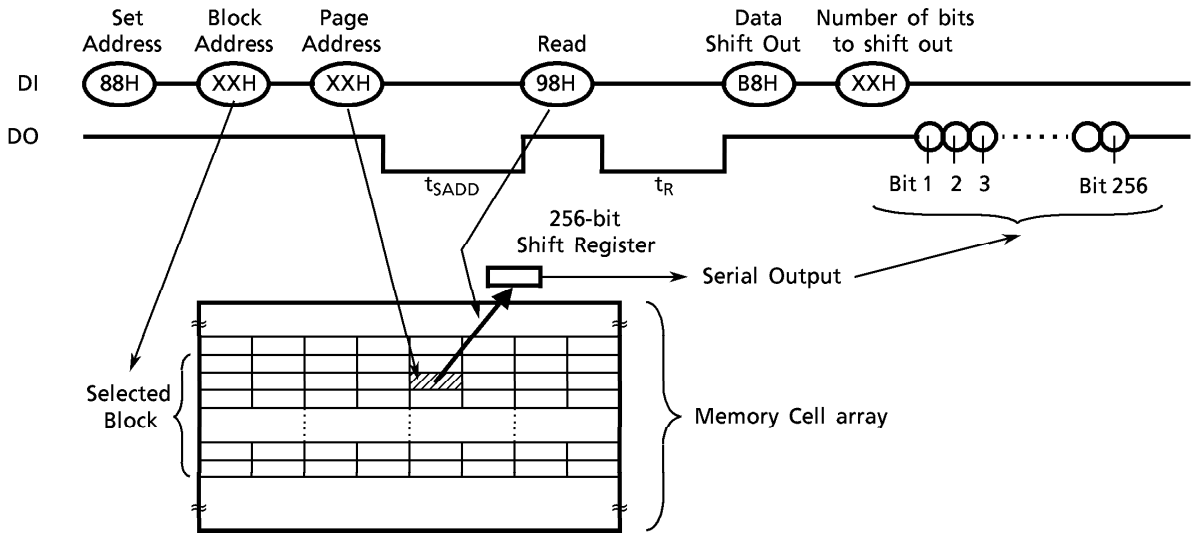 Set Address
Block Address
Page Address
Read
Data Shift Out
Number of bits to shift out
DI
88H
XXH
XXH
98H
B8H
XXH
DO
tSADD
tR
Bit 1
2
3
Bit 256
256-bit
Shift Register
Serial Output
Selected
Block
Memory Cell array